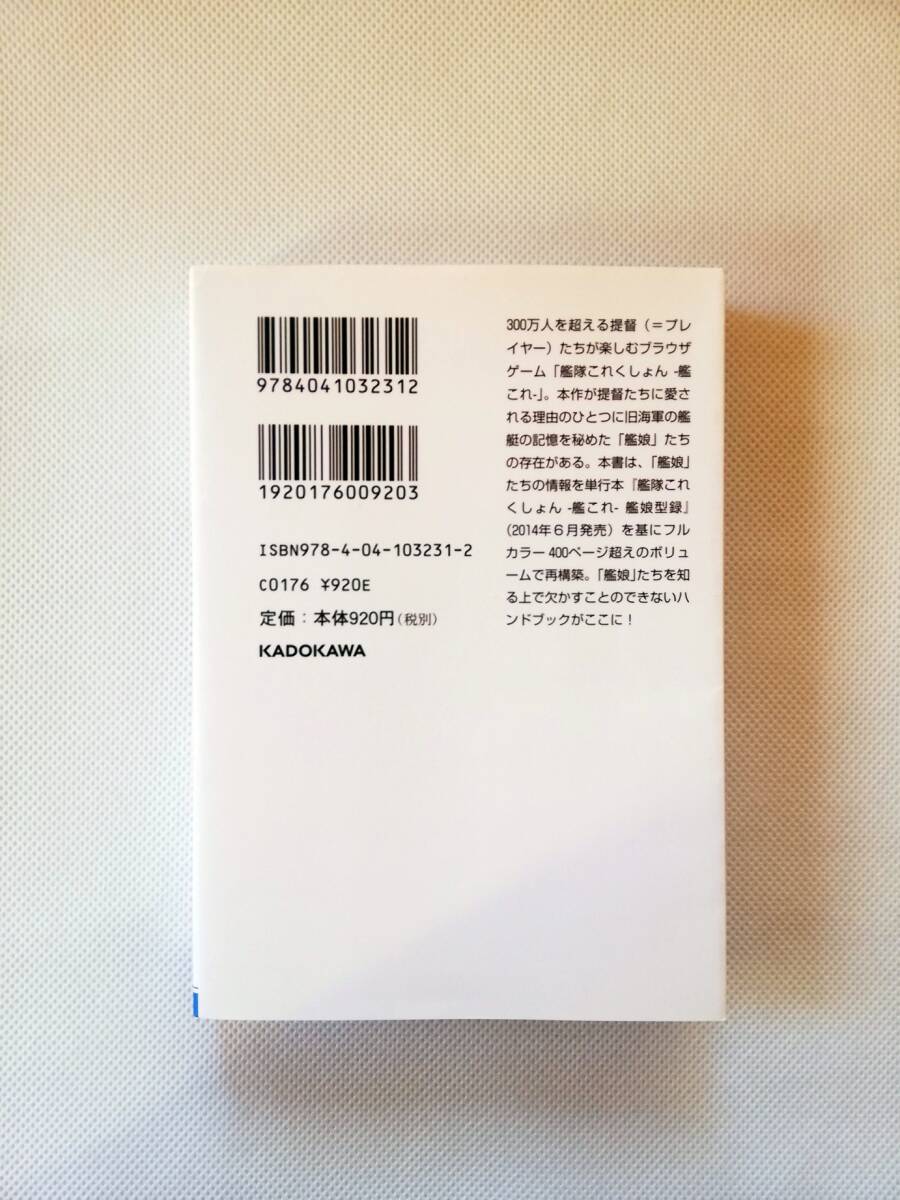 9784041032312
1920176009203
ISBN978-4-04-103231-2
C0176 ¥920E
定価：本体920円（税別）
KADOKAWA
300万人を超える提督（＝プレ
イヤー）たちが楽しむブラウザ
ゲーム「艦隊これくしょん -艦
これ-」。本作が提督たちに愛さ
れる理由のひとつに旧海軍の艦
艇の記憶を秘めた「艦娘」たち
の存在がある。本書は、「艦娘」
たちの情報を単行本『艦隊これ
くしょん -艦これ- 艦娘型録』
（2014年６月発売）を基にフル
カラー400ページ超えのボリュ
ームで再構築。「艦娘」たちを知
る上で欠かすことのできないハ
ンドブックがここに！